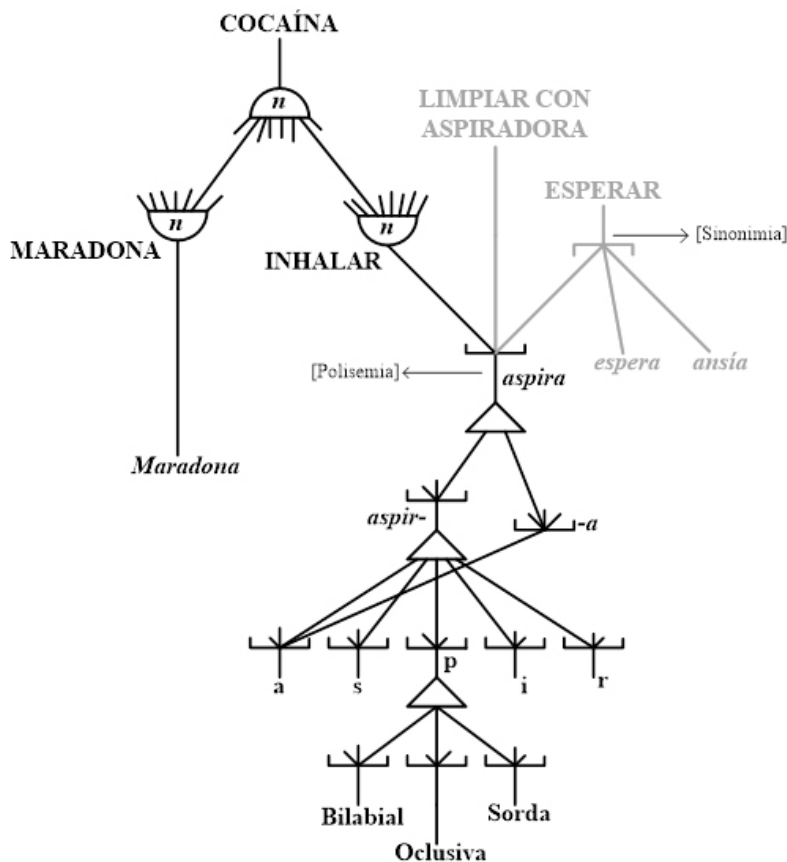 COCAÍNA
n
LIMPIAR CON
ASPIRADORA
ESPERAR
n
n
[Sinonimia]
MARADONA
INHALAR
[Polisemia]
aspira
espera
ansía
Maradona
aspir-
-a
a
s
p
i
r
Bilabial
Sorda
Oclusiva